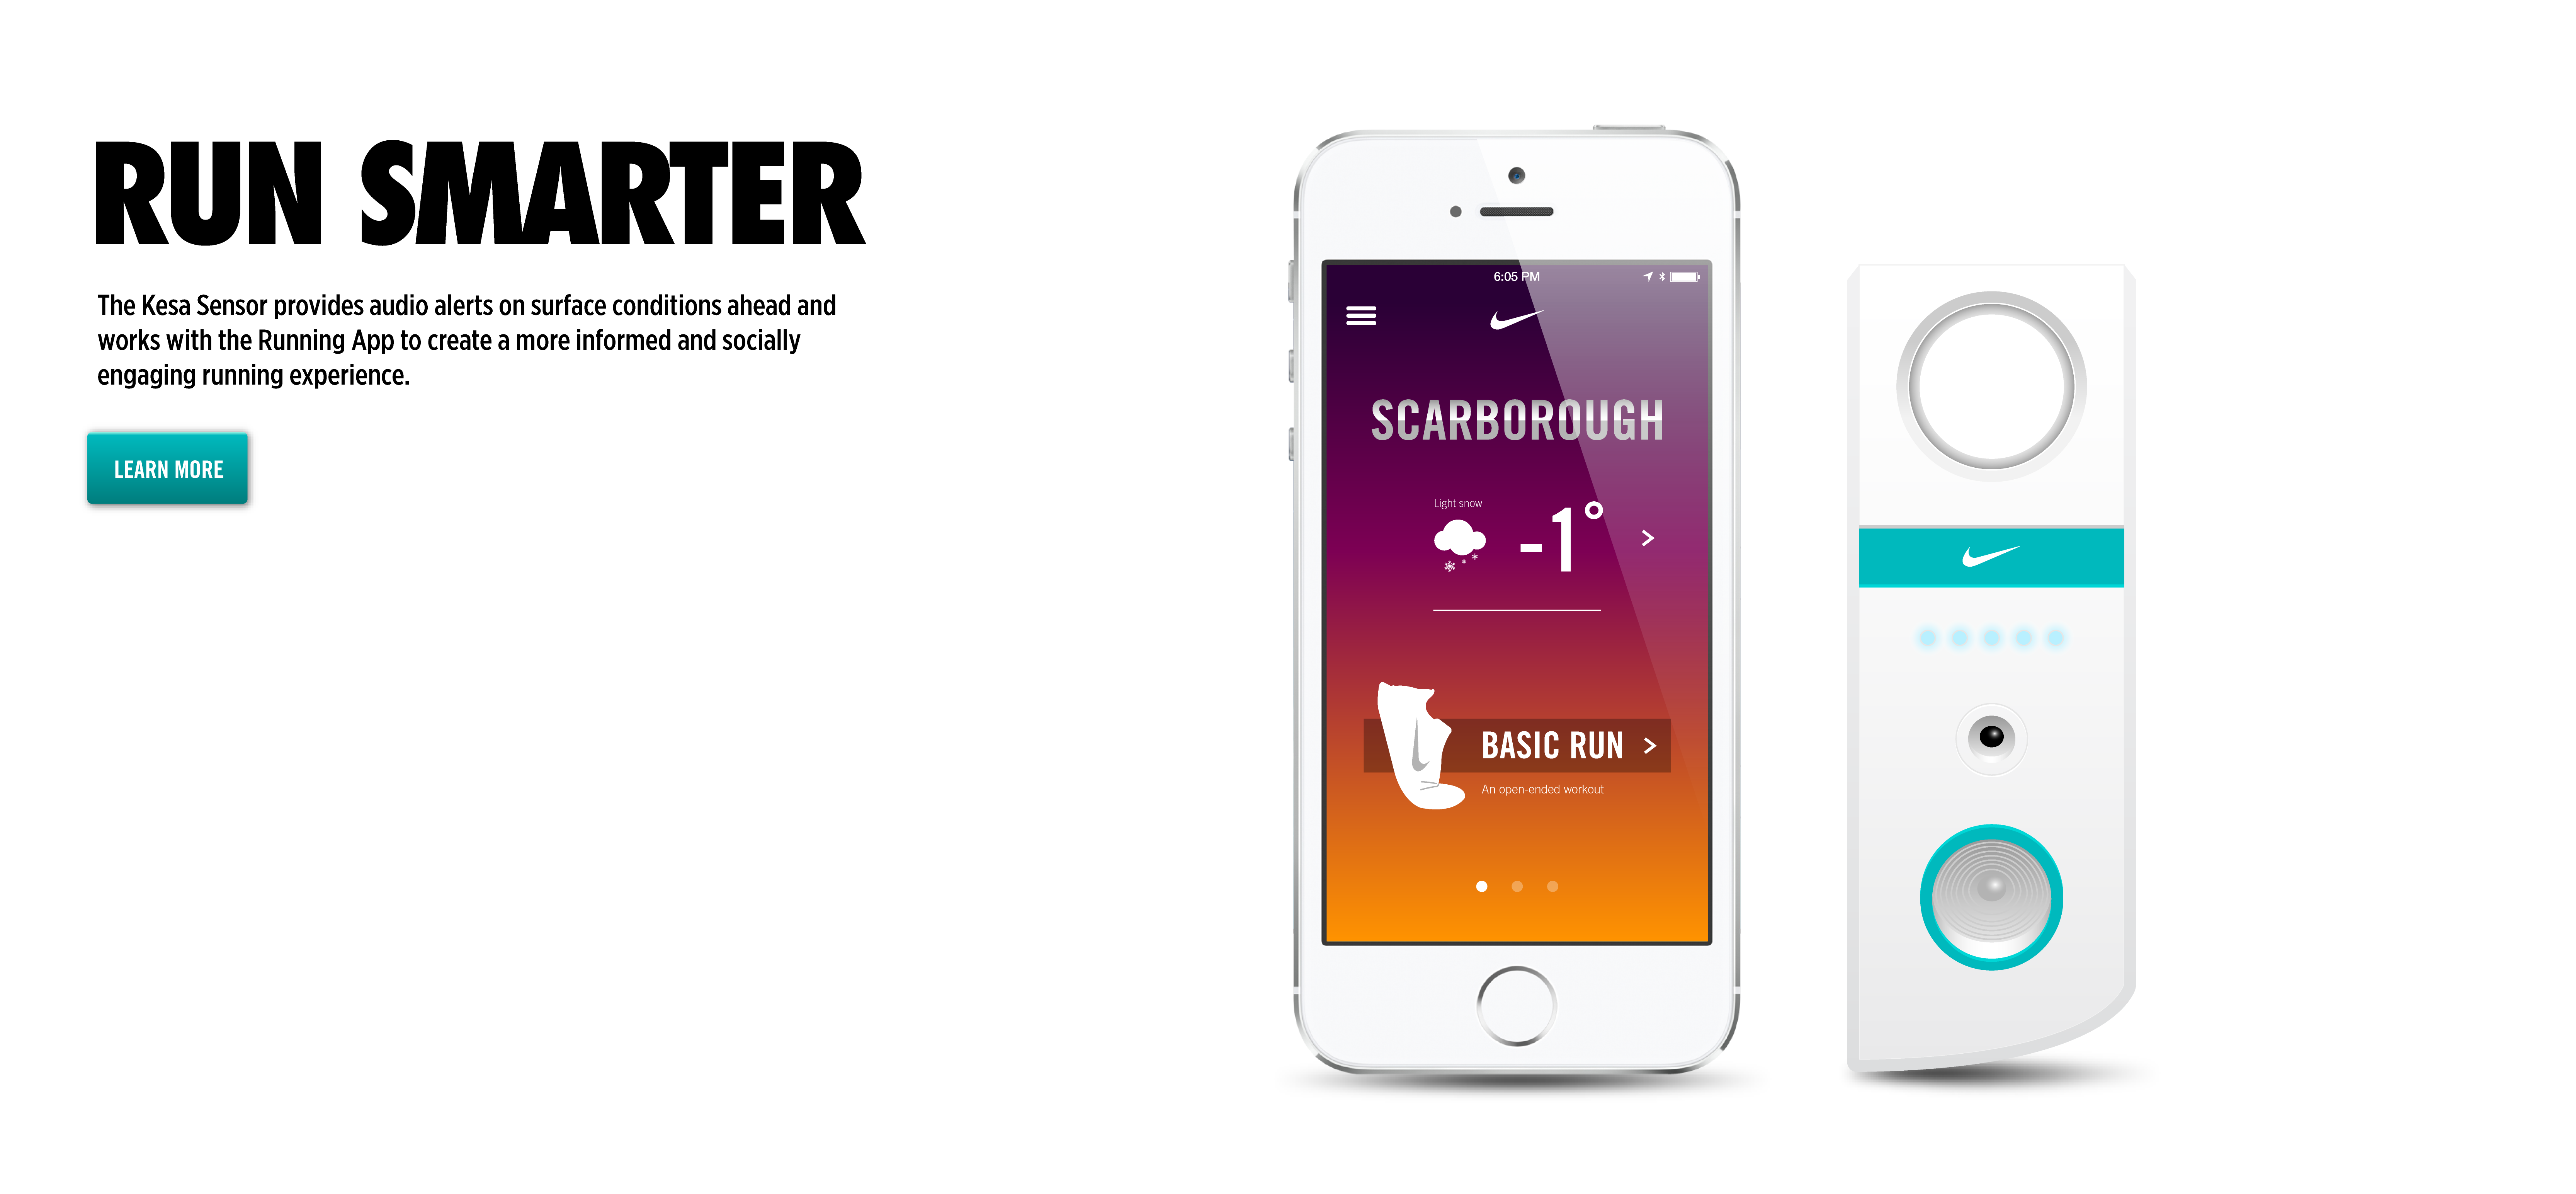 RUN SMARTER
The Kesa Sensor provides audio alerts on surface conditions ahead and
works with the Running App to create a more informed and socially
engaging running experience.
LEARN MORE
6:05 PM
SCARBOROUGH
Light snow
-1°
BASIC RUN
An open-ended workout